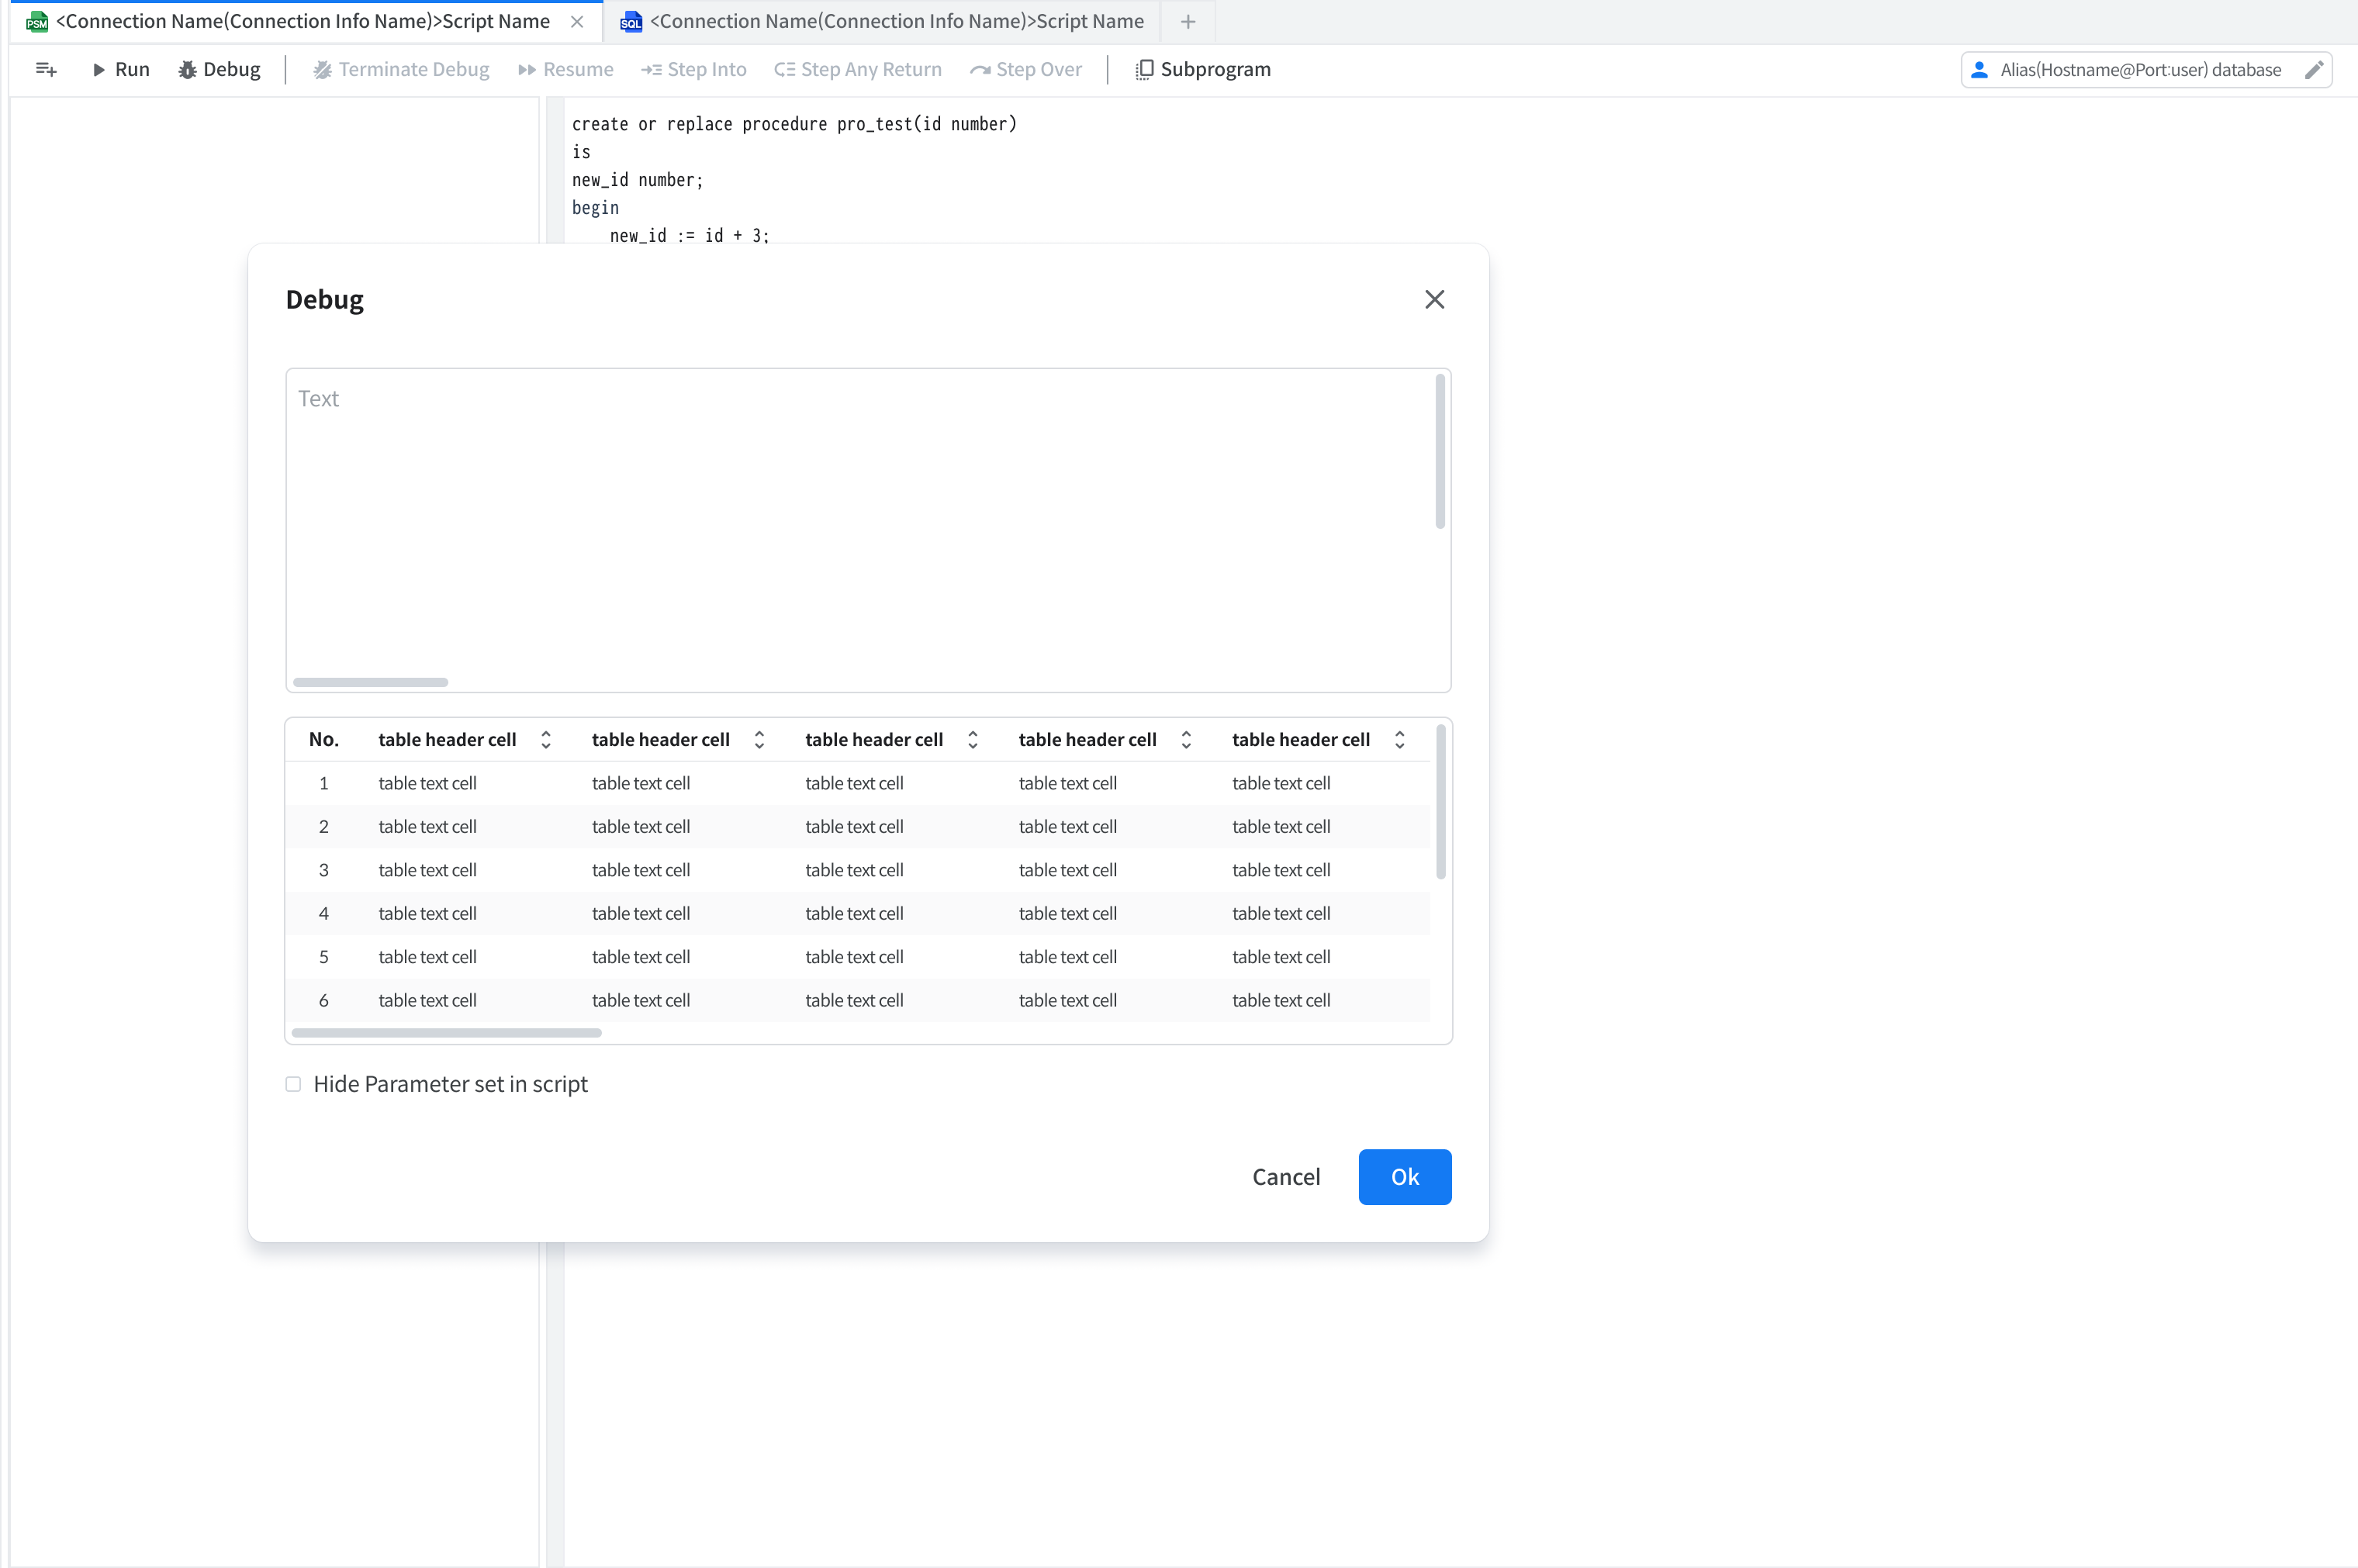 PSM <Connection Name(Connection Info Name)>Script Name
SQL <Connection Name(Connection Info Name)>Script Name
Run Debug Terminate Debug Resume Step Into Step Any Return Step Over Subprogram Alias(Hostname@Port:user) database
create or replace procedure pro_test(id number)
is
new_id number;
begin
new_id := id + 3;
Debug
Text
No. table header cell table header cell table header cell table header cell table header cell
1 table text cell table text cell table text cell table text cell table text cell
2 table text cell table text cell table text cell table text cell table text cell
3 table text cell table text cell table text cell table text cell table text cell
4 table text cell table text cell table text cell table text cell table text cell
5 table text cell table text cell table text cell table text cell table text cell
6 table text cell table text cell table text cell table text cell table text cell
Hide Parameter set in script
Cancel Ok